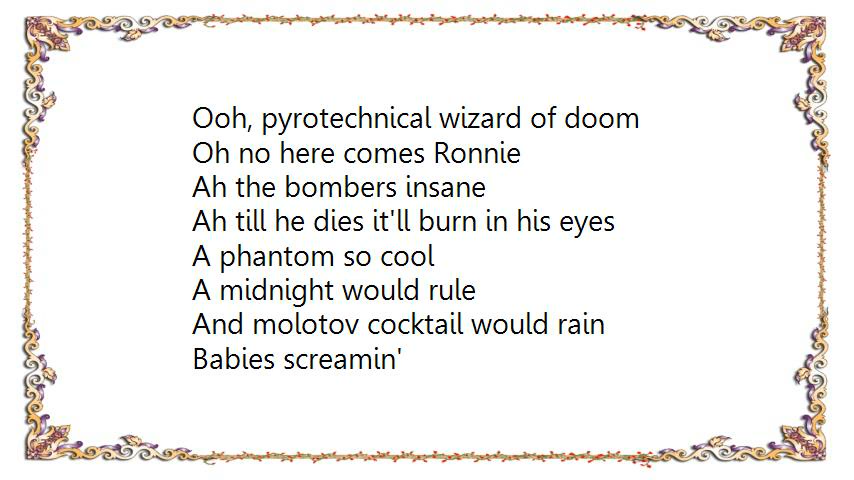 Ooh, pyrotechnical wizard of doom
Oh no here comes Ronnie
Ah the bombers insane
Ah till he dies it'll burn in his eyes
A phantom so cool
A midnight would rule
And molotov cocktail would rain
Babies screamin'